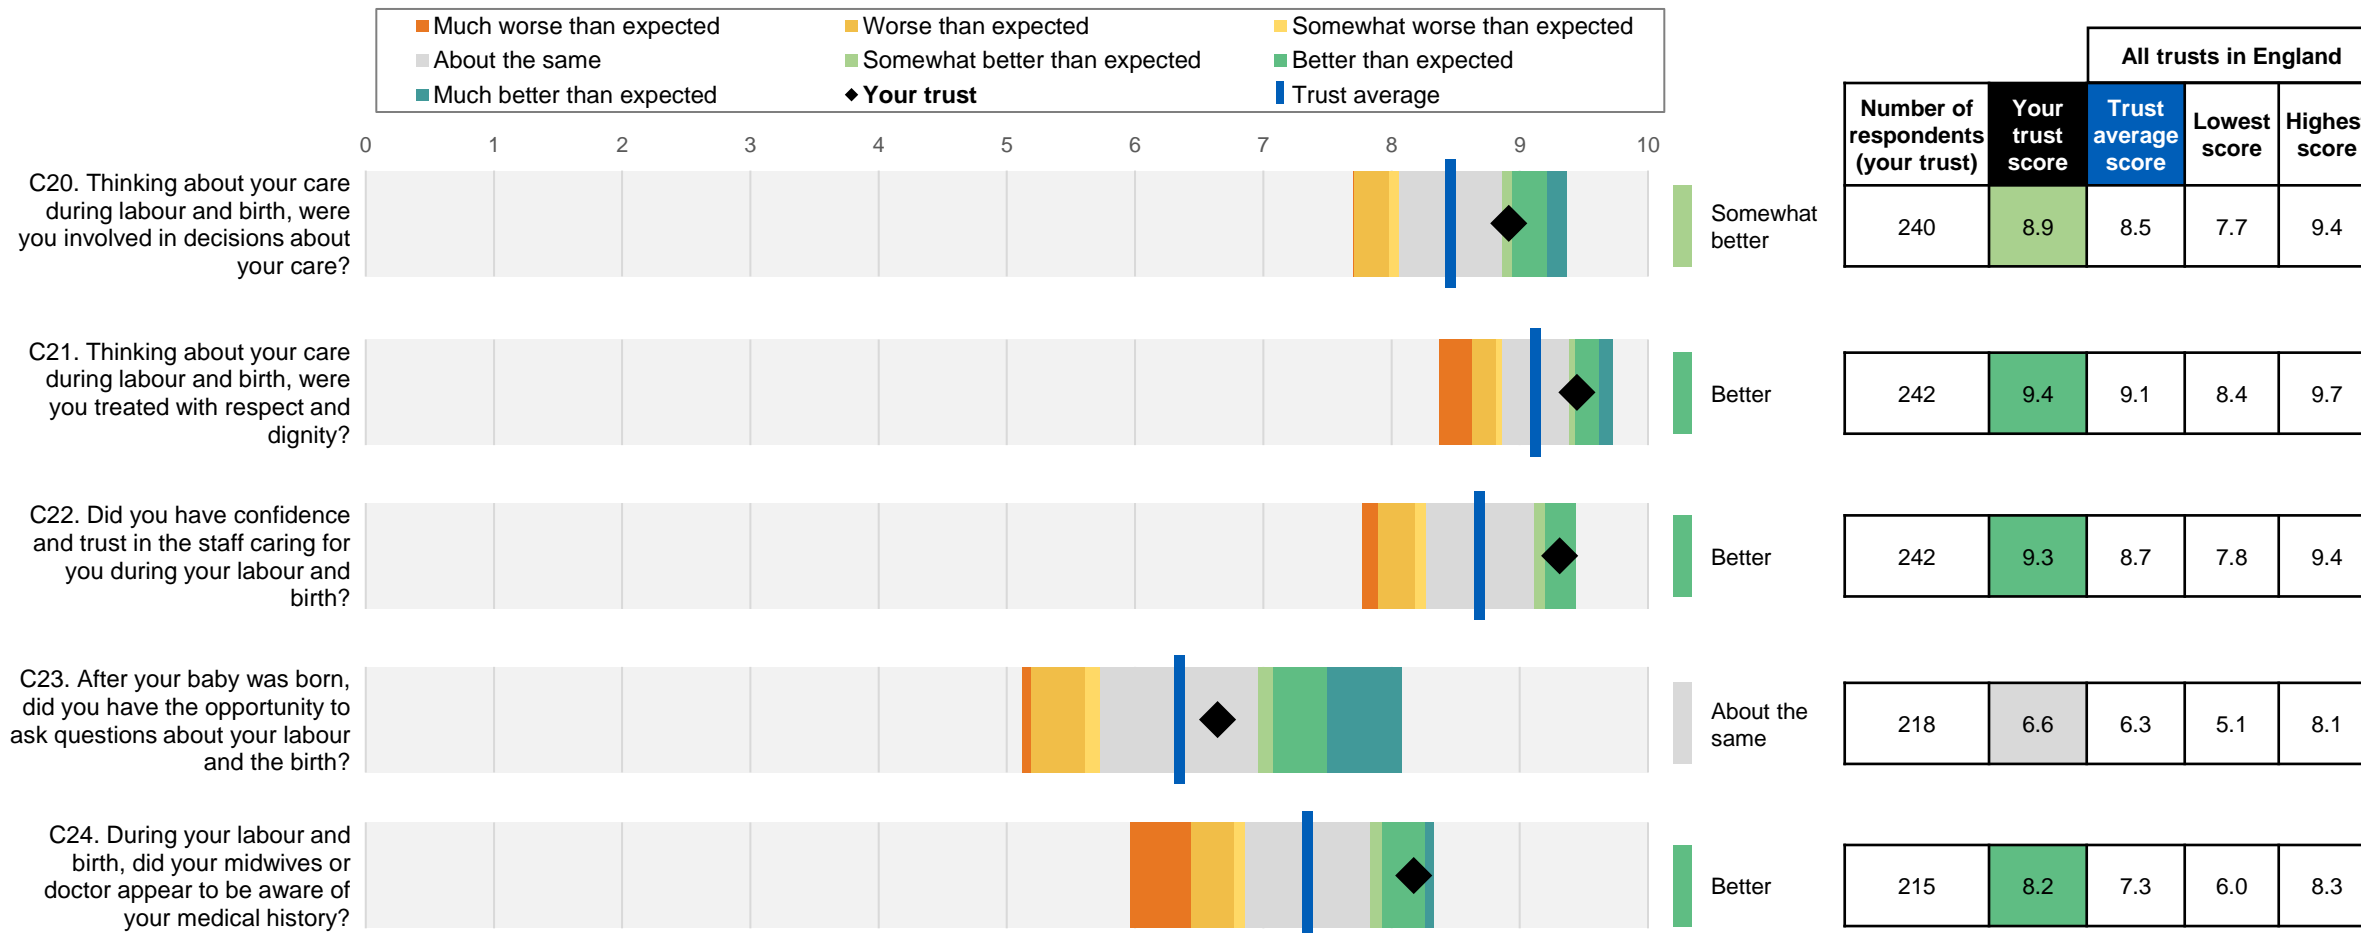 Much worse than expected
Worse than expected
Somewhat worse than expected
About the same
Somewhat better than expected
Better than expected
Much better than expected
Your trust
Trust average
All trusts in England
Number of
respondents
(your trust)
Your
trust
score
Trust
average
score
Lowest
score
Highes
score
0 1 2 3 4 5 6 7 8 9 10
C20. Thinking about your care
during labour and birth, were
you involved in decisions about
your care?
Somewhat
better
240 8.9 8.5 7.7 9.4
C21. Thinking about your care
during labour and birth, were
you treated with respect and
dignity?
Better
242 9.4 9.1 8.4 9.7
C22. Did you have confidence
and trust in the staff caring for
you during your labour and
birth?
Better
242 9.3 8.7 7.8 9.4
C23. After your baby was born,
did you have the opportunity to
ask questions about your labour
and the birth?
About the
same
218 6.6 6.3 5.1 8.1
C24. During your labour and
birth, did your midwives or
doctor appear to be aware of
your medical history?
Better
215 8.2 7.3 6.0 8.3